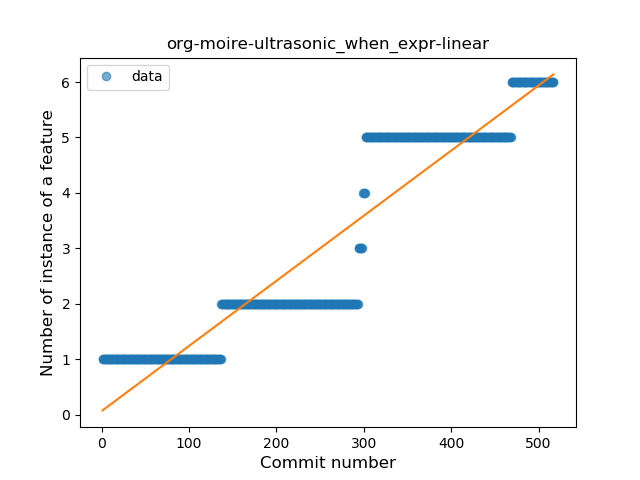 org-moire-ultrasonic_when_expr-linear
data
Number of instance of a feature
6
5
4
3
2
1
0
0 100 200 300 400 500
Commit number